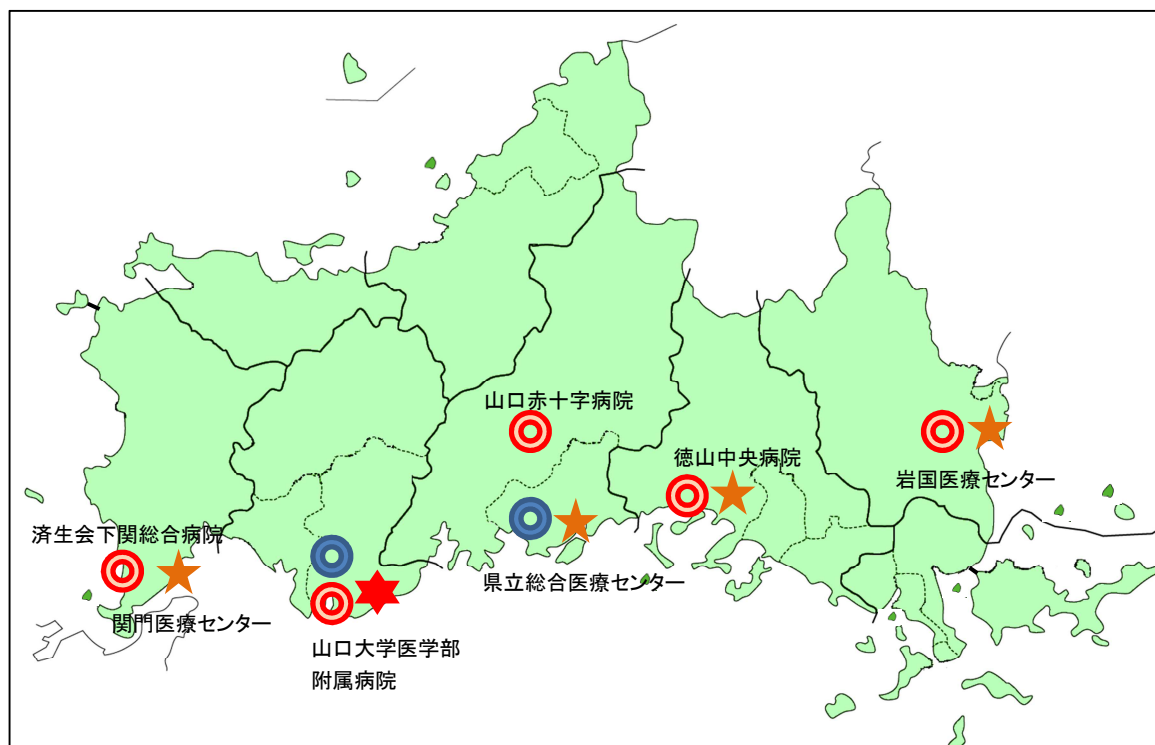 山口赤十字病院
徳山中央病院
岩国医療センター
済生会下関総合病院
県立総合医療センター
関門医療センター
山口大学医学部
附属病院